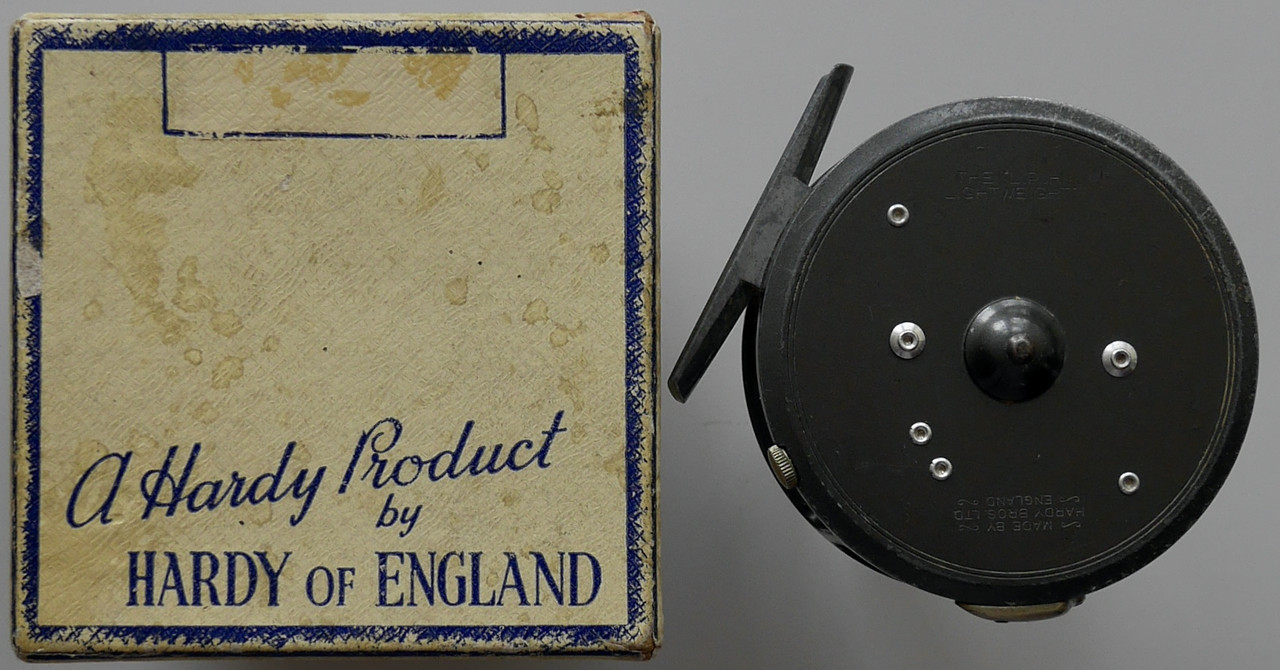 A Hardy Product
by
HARDY OF ENGLAND
LIGHTWEIGHT
MADE BY
HARDY BROS LTD
ENGLAND